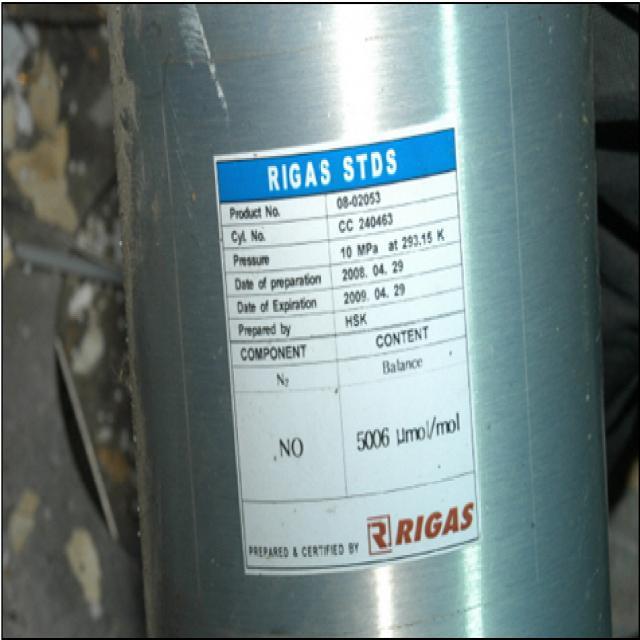 RIGAS STDS
Product No. 08-02053
Cyl. No. CC 240463
Pressure 10 MPa at 293.15 K
Date of preparation 2008. 04. 29
Date of Expiration 2009. 04. 29
Prepared by HSK
COMPONENT CONTENT
N₂ Balance
NO 5006 μmol/mol
PREPARED & CERTIFIED BY RIGAS